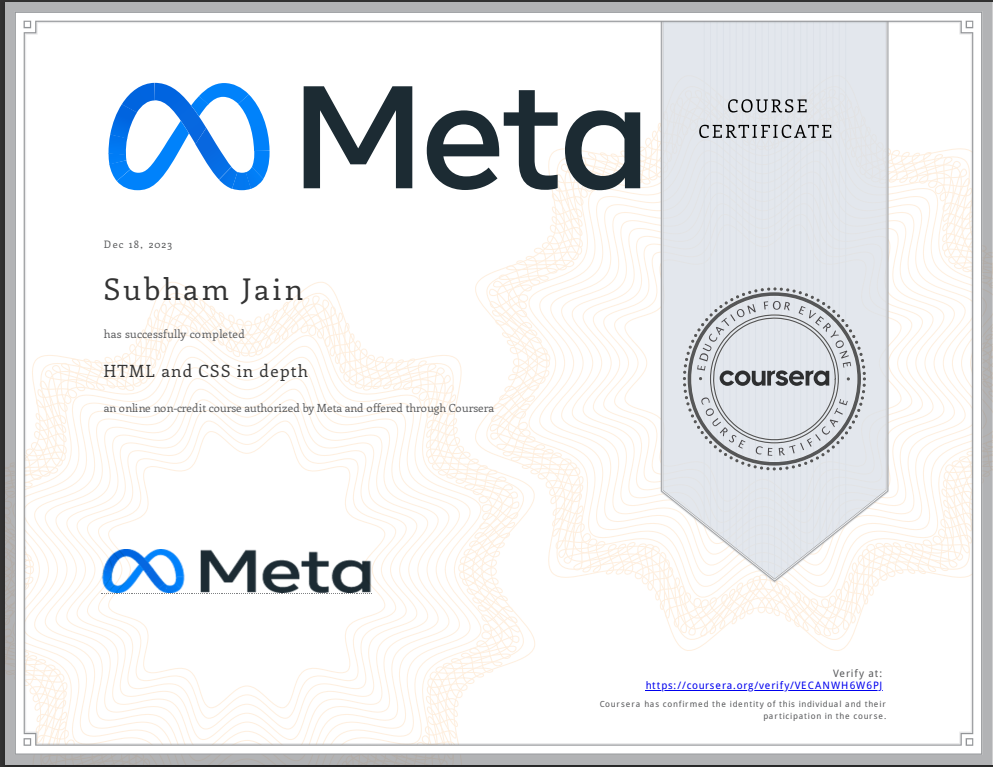 Meta
COURSE
CERTIFICATE
Dec 18, 2023
Subham Jain
has successfully completed
HTML and CSS in depth
an online non-credit course authorized by Meta and offered through Coursera
EDUCATION FOR EVERYONE
coursera
COURSE CERTIFICATE
Meta
Verify at:
https://coursera.org/verify/VECANWH6W6PJ
Coursera has confirmed the identity of this individual and their
participation in the course.